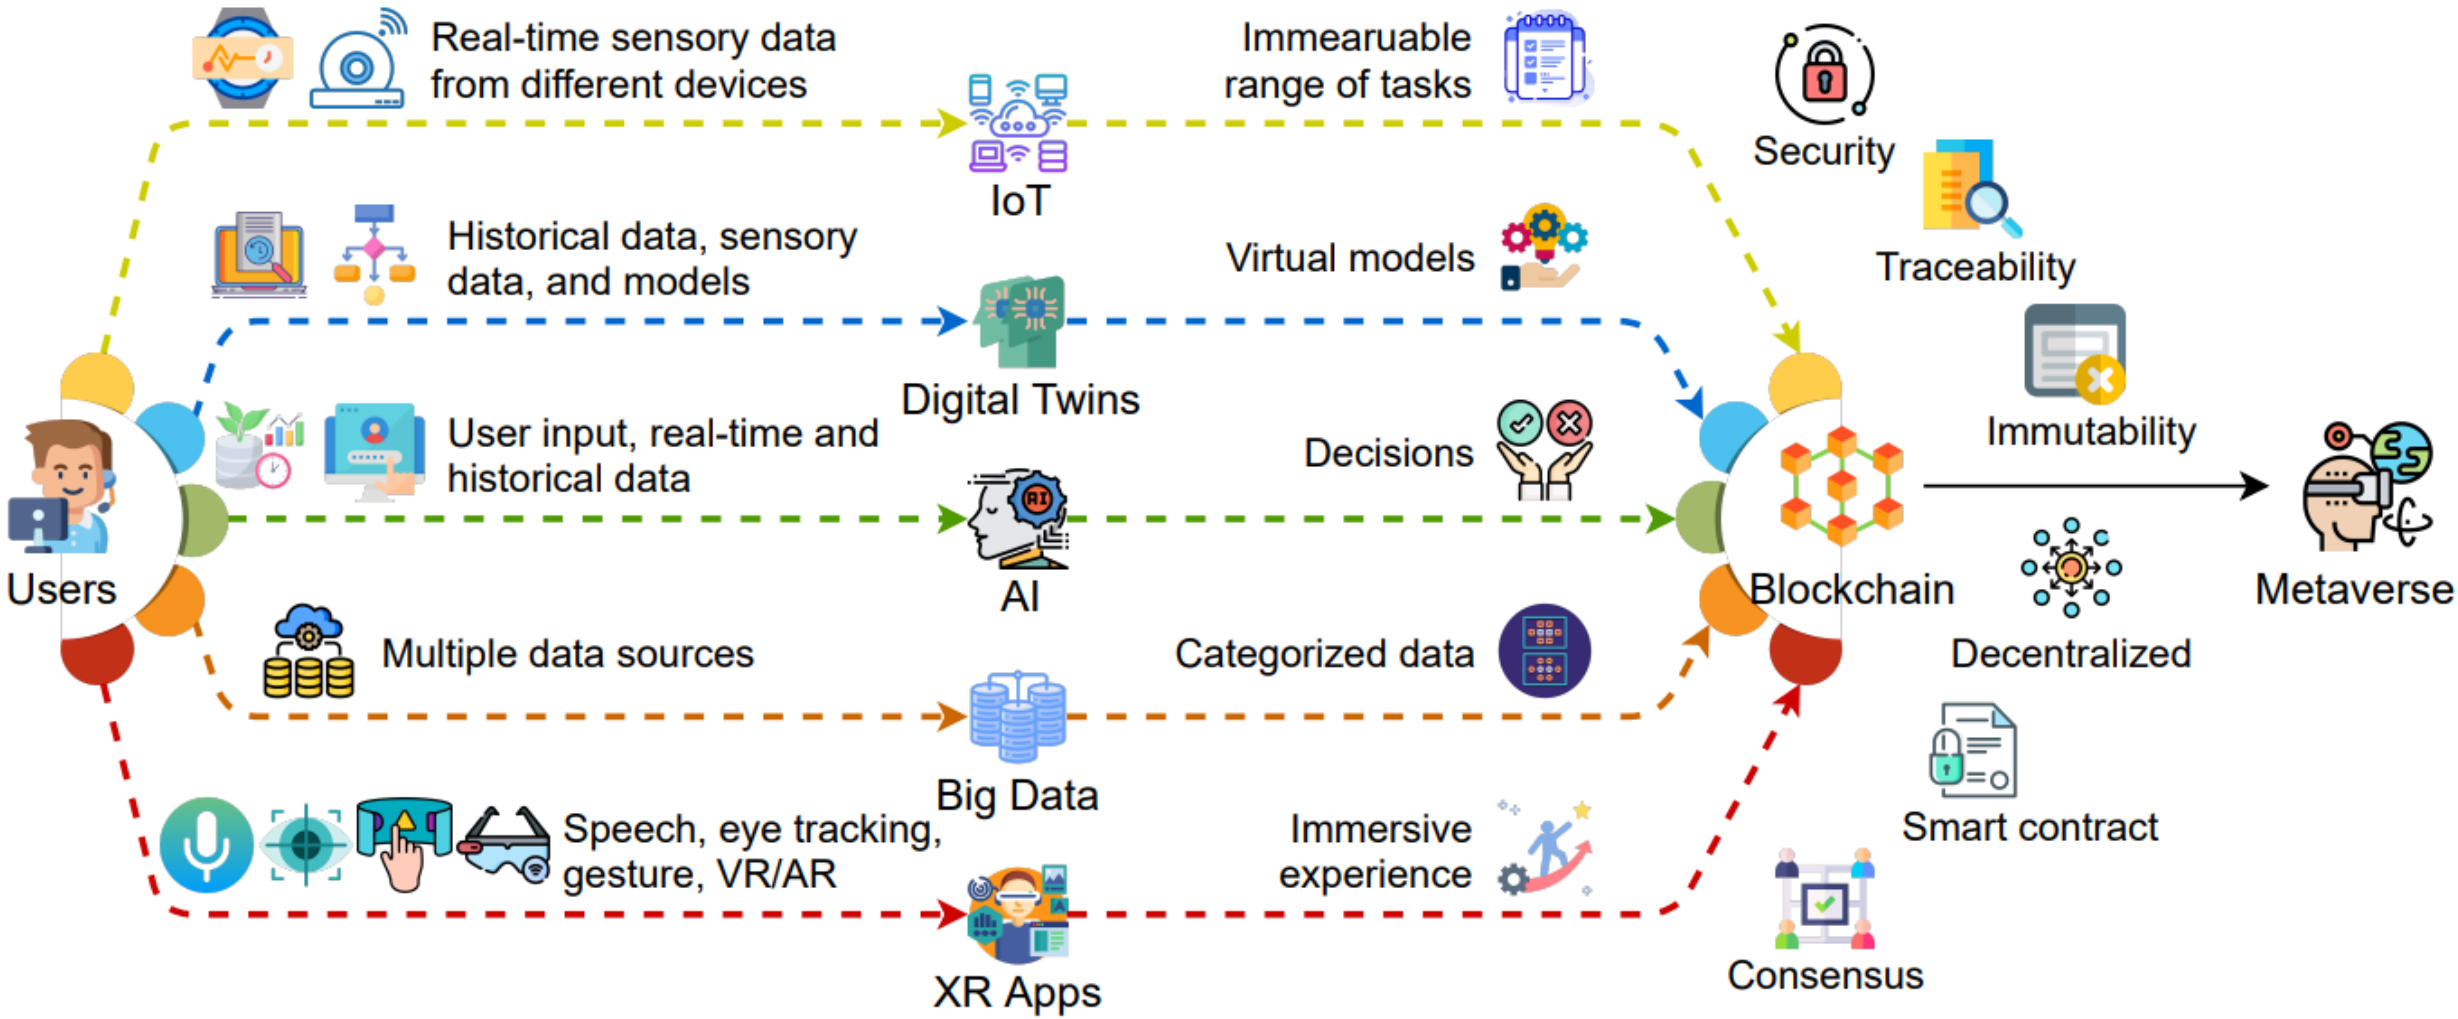 Real-time sensory data
from different devices
IoT
Immearuable
range of tasks
Historical data, sensory
data, and models
Digital Twins
Virtual models
User input, real-time and
historical data
AI
Decisions
Multiple data sources
Big Data
Categorized data
Speech, eye tracking,
gesture, VR/AR
XR Apps
Immersive
experience
Users
Blockchain
Security
Traceability
Immutability
Decentralized
Smart contract
Consensus
Metaverse
AI